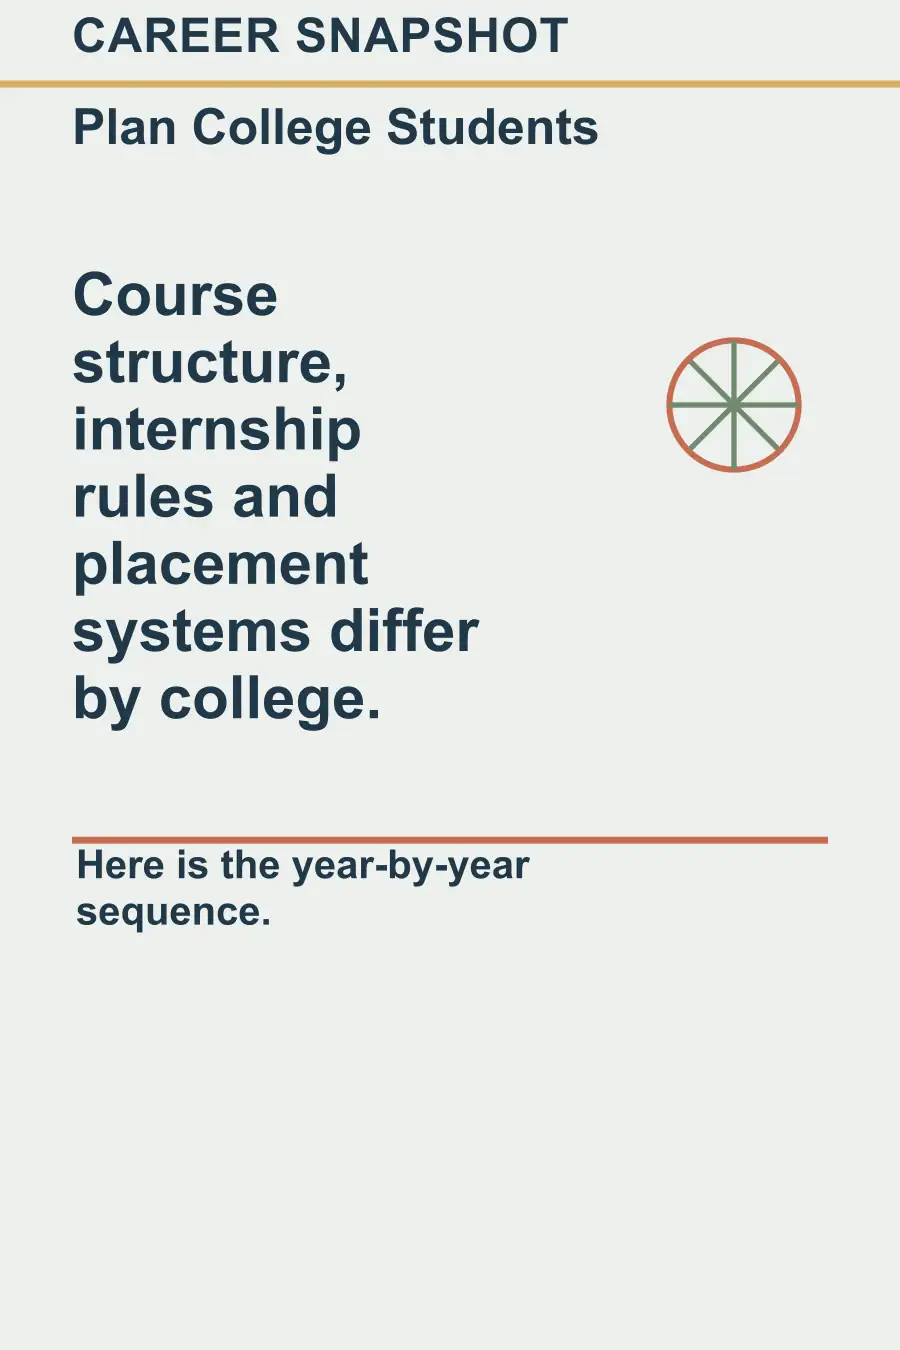 CAREER SNAPSHOT
Plan College Students
Course
structure,
internship
rules and
placement
systems differ
by college.
Here is the year-by-year
sequence.